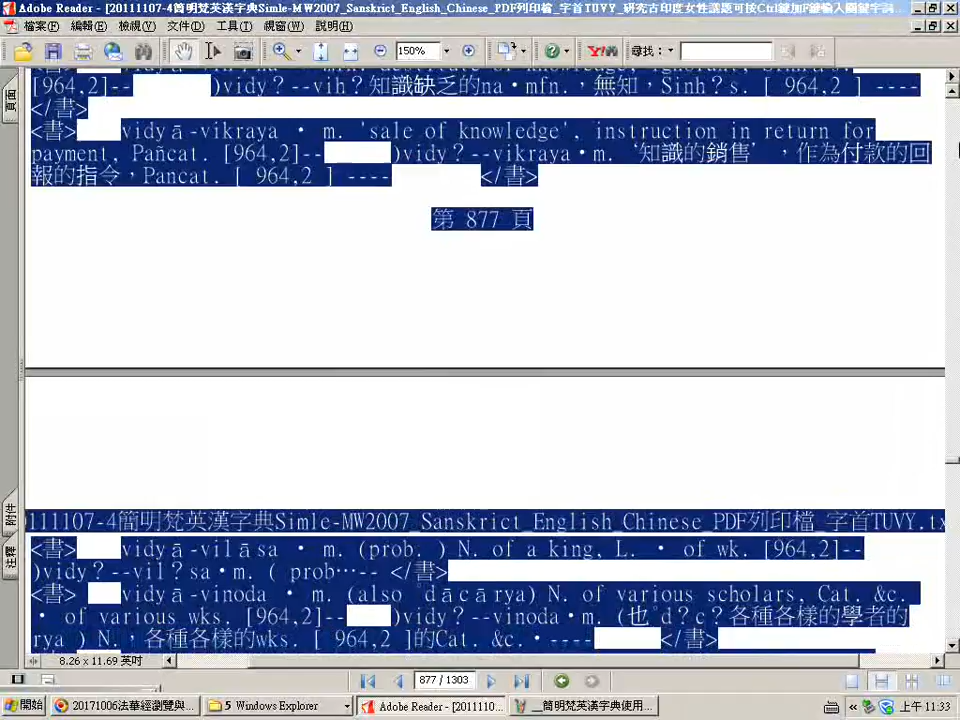 Adobe Reader - [20111107-4簡明梵英漢字典Simle-MW2007_Sanskrict_English_Chinese_PDF列印檔_字首TUVY_研究古印度女性議題可按Ctrl鍵加F鍵輸入關鍵字詞...
檔案(F) 編輯(E) 檢視(V) 文件(D) 工具(T) 視窗(W) 說明(H)
150% 尋找:
頁面
[964,2]-- )vidy？--vih？知識缺乏的na‧mfn.，無知，Sinh？s. [ 964,2 ] ----
</書>
<書> vidyā-vikraya ‧ m. 'sale of knowledge', instruction in return for
payment, Pañcat. [964,2]-- )vidy？--vikraya‧m.‘知識的銷售’，作為付款的回
報的指令，Pancat. [ 964,2 ] ---- </書>
第 877 頁
111107-4簡明梵英漢字典Simle-MW2007_Sanskrict_English_Chinese_PDF列印檔_字首TUVY.tx
<書> vidyā-vilāsa ‧ m. (prob. ) N. of a king, L. ‧ of wk. [964,2]--
)vidy？--vil？sa‧m. ( prob…-- </書>
<書> vidyā-vinoda ‧ m. (also °dācārya) N. of various scholars, Cat. &c.
‧ of various wks. [964,2]-- )vidy？--vinoda‧m. (也°d？c？各種各樣的學者的
rya ) N.，各種各樣的wks. [ 964,2 ]的Cat. &c.‧---- </書>
附件
注釋
8.26 x 11.69 英吋
877 / 1303
開始 20171006法華經瀏覽與... 5 Windows Explorer Adobe Reader - [2011110... __簡明梵英漢字典使用... 上午 11:33